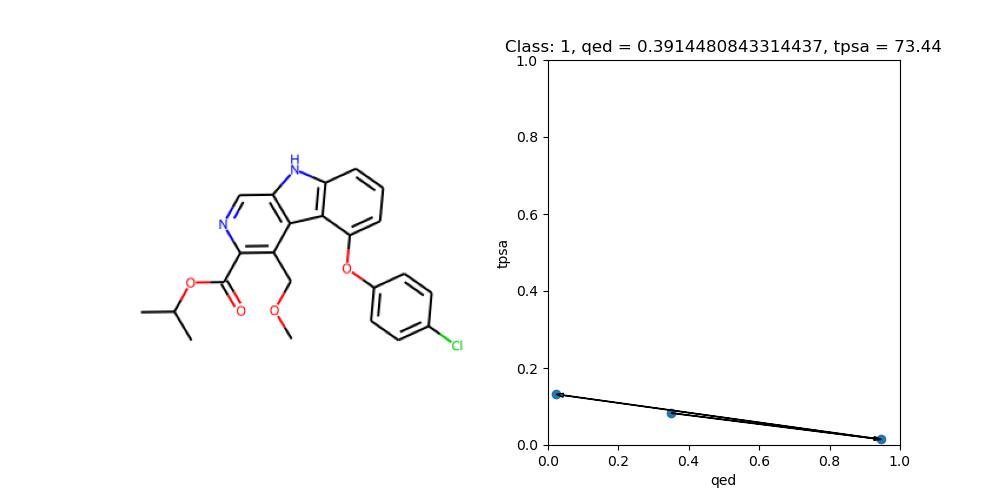 Class: 1, qed = 0.3914480843314437, tpsa = 73.44
1.0
0.8
0.6
0.4
0.2
0.0
tpsa
0.0 0.2 0.4 0.6 0.8 1.0
qed
H
N
N
O
O
O
O
Cl